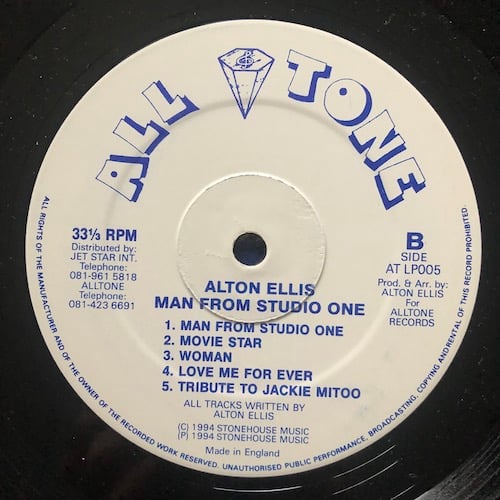 ALL TONE
33⅓ RPM
Distributed by:
JET STAR INT.
Telephone:
081-961 5818
ALLTONE
Telephone:
081-423 6691
B
SIDE
AT LP005
Prod. & Arr. by:
ALTON ELLIS
For
ALLTONE
RECORDS
ALTON ELLIS
MAN FROM STUDIO ONE
1. MAN FROM STUDIO ONE
2. MOVIE STAR
3. WOMAN
4. LOVE ME FOR EVER
5. TRIBUTE TO JACKIE MITOO
ALL TRACKS WRITTEN BY
ALTON ELLIS
(C) 1994 STONEHOUSE MUSIC
(P) 1994 STONEHOUSE MUSIC
Made in England
ALL RIGHTS OF THE MANUFACTURER AND OF THE OWNER OF THE RECORDED WORK RESERVED. UNAUTHORISED PUBLIC PERFORMANCE, BROADCASTING, COPYING AND RENTAL OF THIS RECORD PROHIBITED.